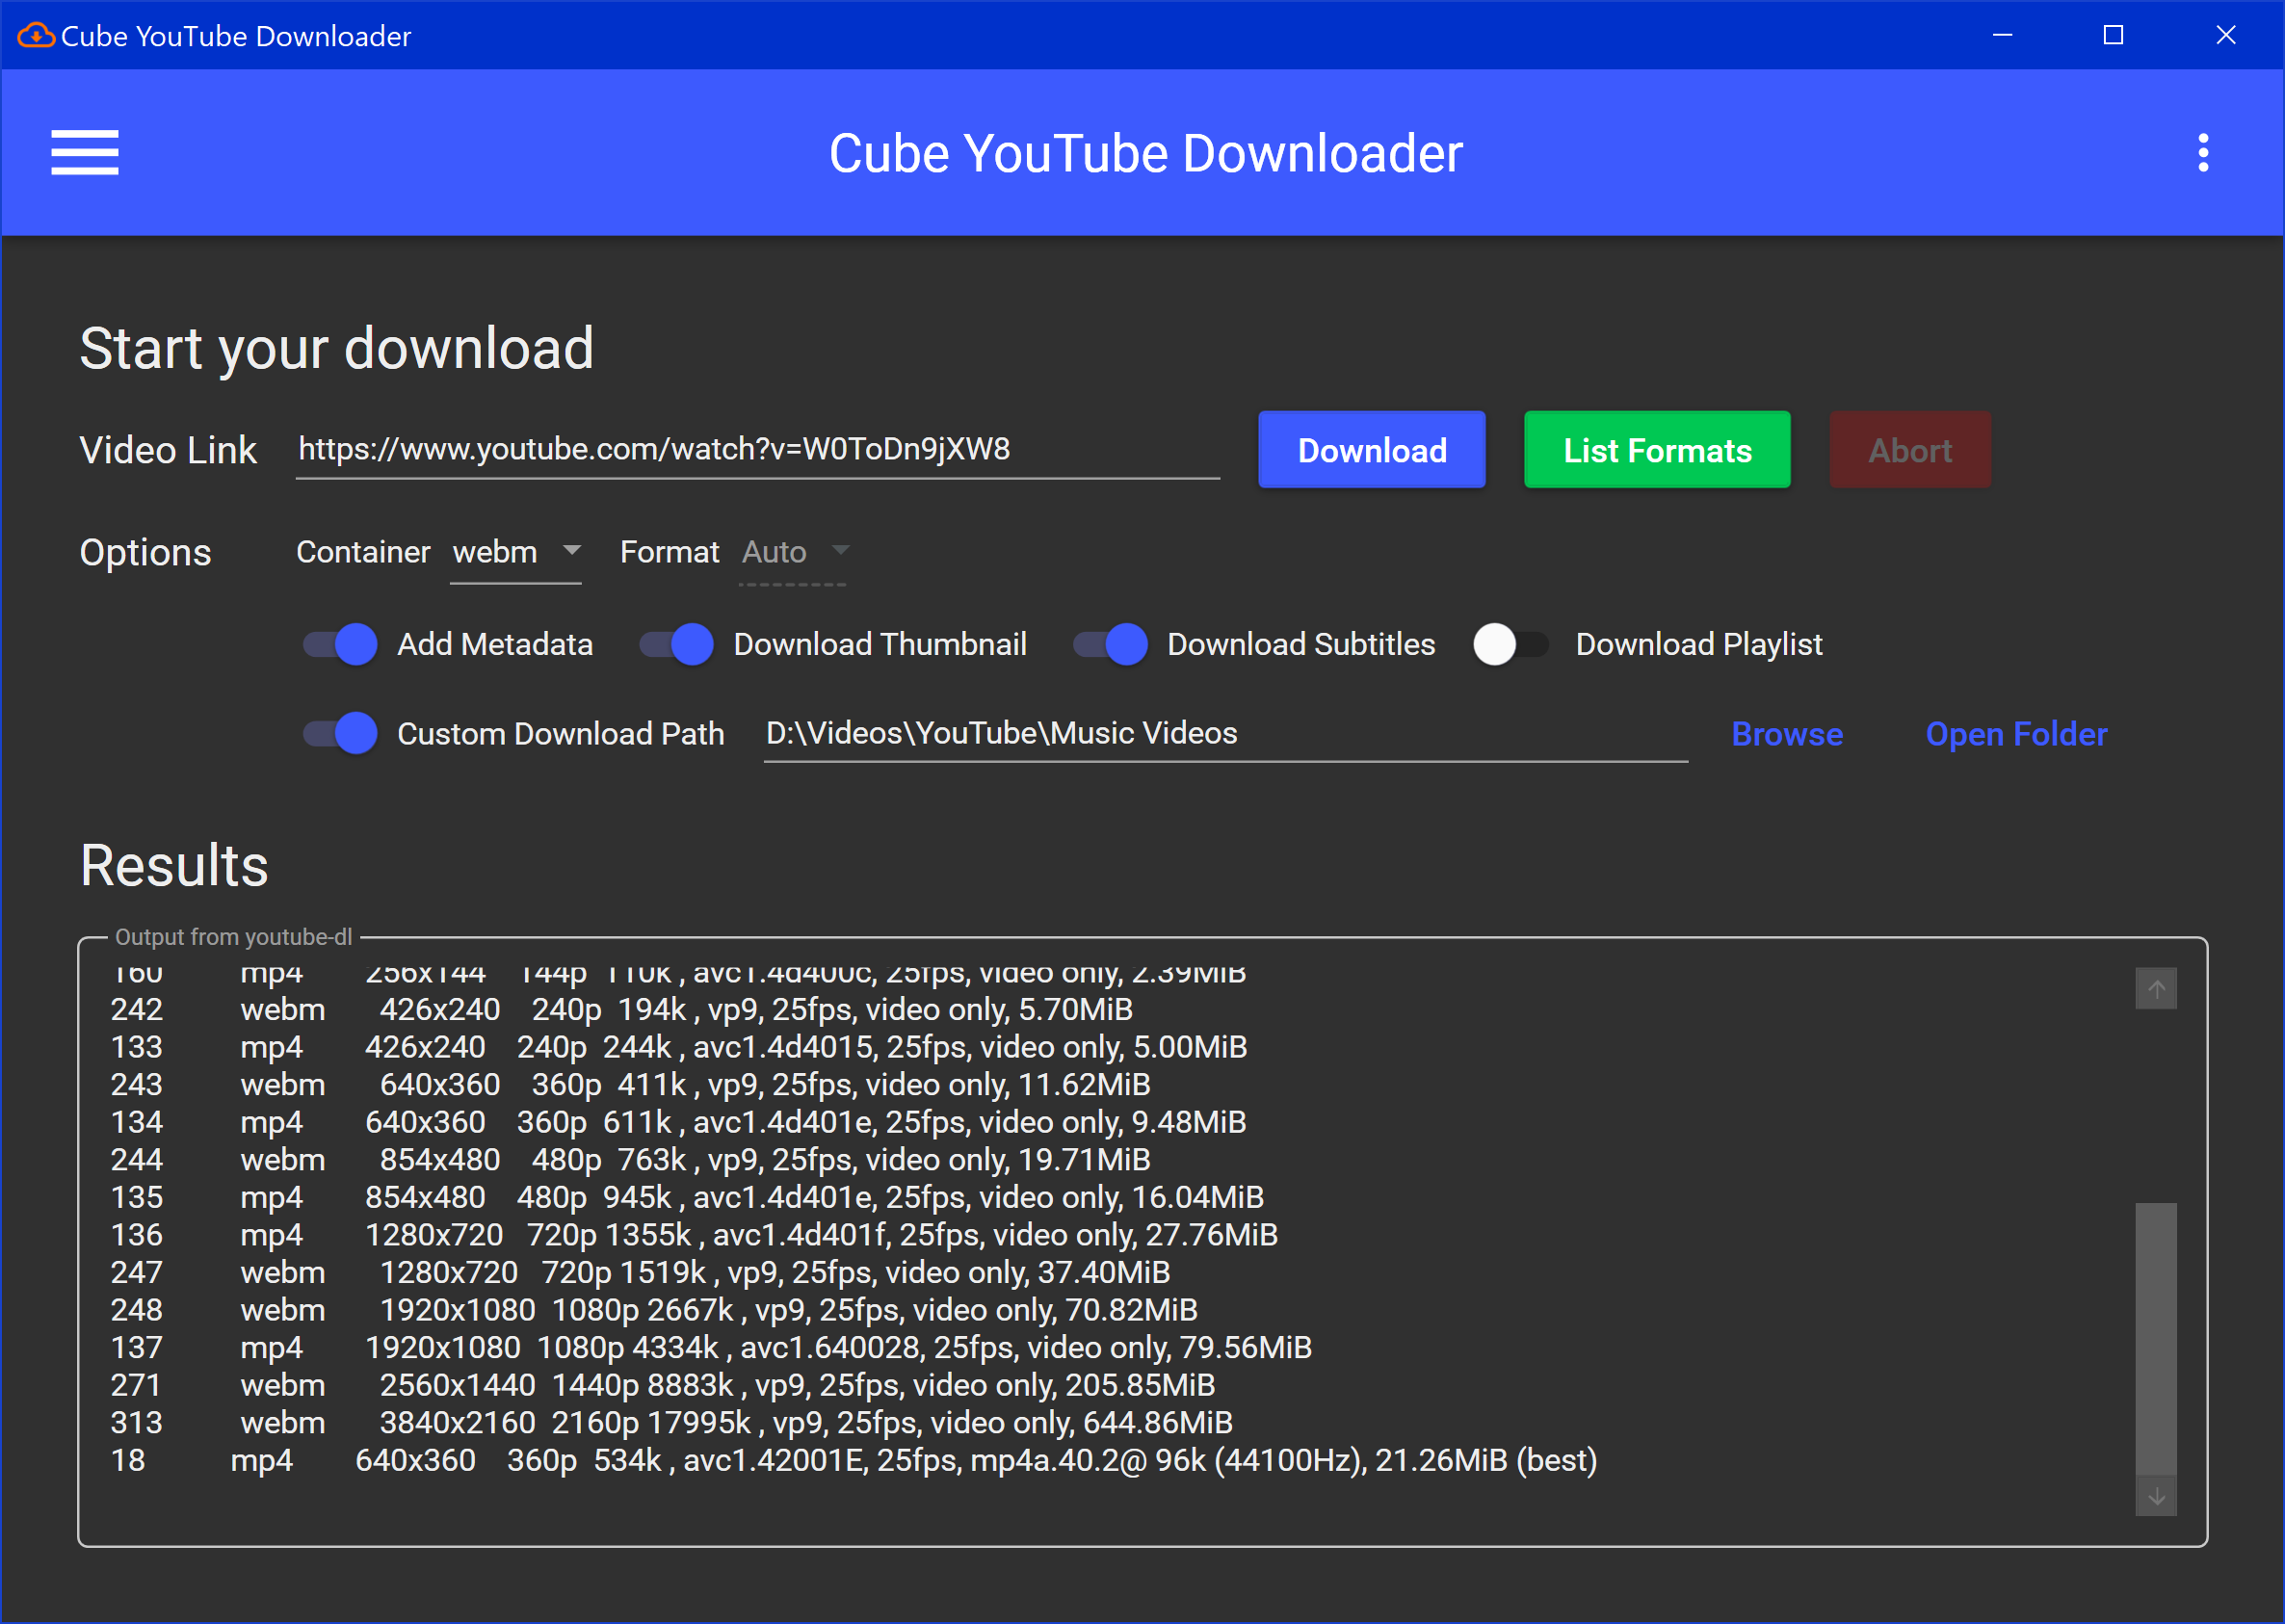 Cube YouTube Downloader
Cube YouTube Downloader
Start your download
Video Link https://www.youtube.com/watch?v=W0ToDn9jXW8 Download List Formats Abort
Options Container webm Format Auto
Add Metadata Download Thumbnail Download Subtitles Download Playlist
Custom Download Path D:\Videos\YouTube\Music Videos Browse Open Folder
Results
Output from youtube-dl
160 mp4 256x144 144p 110k , avc1.4d400c, 25fps, video only, 2.39MiB
242 webm 426x240 240p 194k , vp9, 25fps, video only, 5.70MiB
133 mp4 426x240 240p 244k , avc1.4d4015, 25fps, video only, 5.00MiB
243 webm 640x360 360p 411k , vp9, 25fps, video only, 11.62MiB
134 mp4 640x360 360p 611k , avc1.4d401e, 25fps, video only, 9.48MiB
244 webm 854x480 480p 763k , vp9, 25fps, video only, 19.71MiB
135 mp4 854x480 480p 945k , avc1.4d401e, 25fps, video only, 16.04MiB
136 mp4 1280x720 720p 1355k , avc1.4d401f, 25fps, video only, 27.76MiB
247 webm 1280x720 720p 1519k , vp9, 25fps, video only, 37.40MiB
248 webm 1920x1080 1080p 2667k , vp9, 25fps, video only, 70.82MiB
137 mp4 1920x1080 1080p 4334k , avc1.640028, 25fps, video only, 79.56MiB
271 webm 2560x1440 1440p 8883k , vp9, 25fps, video only, 205.85MiB
313 webm 3840x2160 2160p 17995k , vp9, 25fps, video only, 644.86MiB
18 mp4 640x360 360p 534k , avc1.42001E, 25fps, mp4a.40.2@ 96k (44100Hz), 21.26MiB (best)